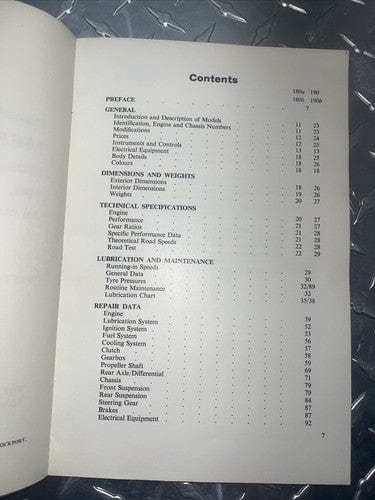 Contents
180a 190
180b 190b
PREFACE . . . 7
GENERAL
Introduction and Description of Models . . . 11 23
Identification, Engine and Chassis Numbers . . . 11 23
Modifications . . . 12 24
Prices . . . 12 25
Instruments and Controls . . . 13 13
Electrical Equipment . . . 18 25
Body Details . . . 18 26
Colours . . . 18 18
DIMENSIONS AND WEIGHTS
Exterior Dimensions . . . 18 26
Interior Dimensions . . . 19 26
Weights . . . 20 27
TECHNICAL SPECIFICATIONS
Engine . . . 20 27
Performance . . . 21 27
Gear Ratios . . . 21 28
Specific Performance Data . . . 21 28
Theoretical Road Speeds . . . 22 28
Road Test . . . 22 29
LUBRICATION AND MAINTENANCE
Running-in Speeds . . . 29
General Data . . . 30
Tyre Pressures . . . 32/89
Routine Maintenance . . . 32
Lubrication Chart . . . 35/38
REPAIR DATA
Engine . . . 39
Lubrication System . . . 52
Ignition System . . . 53
Fuel System . . . 56
Cooling System . . . 57
Clutch . . . 58
Gearbox . . . 59
Propeller Shaft . . . 69
Rear Axle/Differential . . . 71
Chassis . . . 79
Front Suspension . . . 79
Rear Suspension . . . 84
Steering Gear . . . 87
Brakes . . . 87
Electrical Equipment . . . 92
7
OCKPORT.